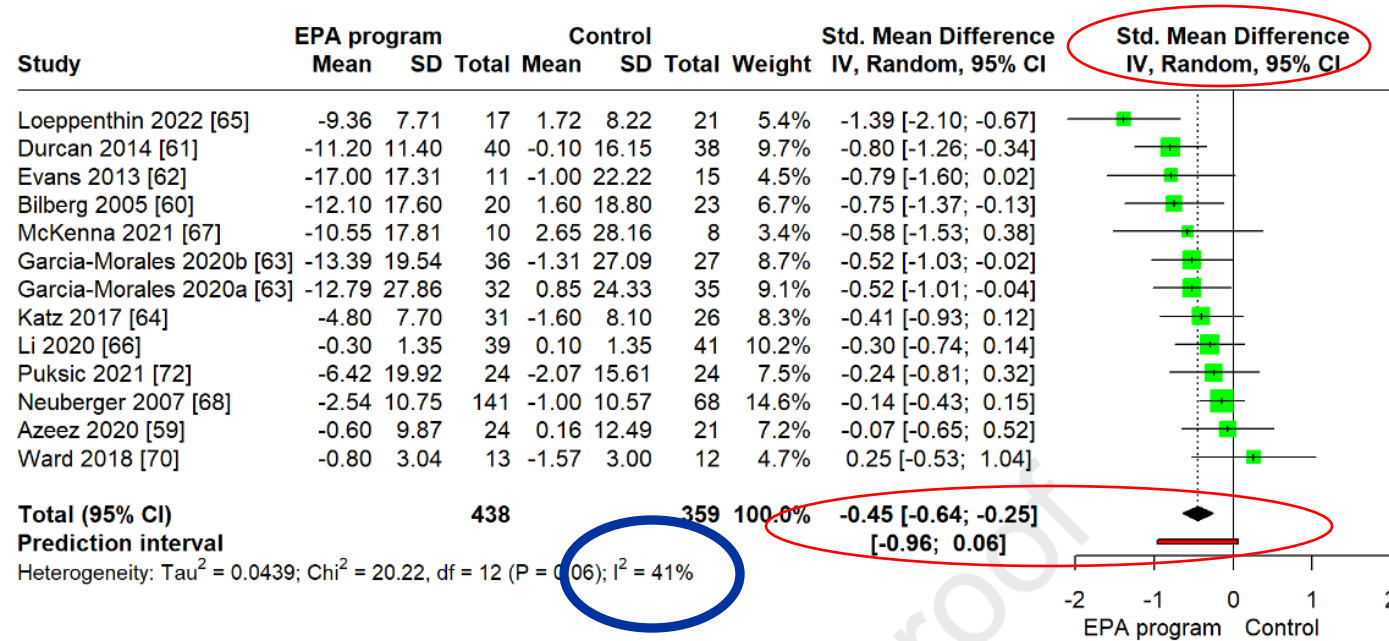 EPA program Control Std. Mean Difference Std. Mean Difference
Study Mean SD Total Mean SD Total Weight IV, Random, 95% CI IV, Random, 95% CI
Loeppenthin 2022 [65] -9.36 7.71 17 1.72 8.22 21 5.4% -1.39 [-2.10; -0.67]
Durcan 2014 [61] -11.20 11.40 40 -0.10 16.15 38 9.7% -0.80 [-1.26; -0.34]
Evans 2013 [62] -17.00 17.31 11 -1.00 22.22 15 4.5% -0.79 [-1.60; 0.02]
Bilberg 2005 [60] -12.10 17.60 20 1.60 18.80 23 6.7% -0.75 [-1.37; -0.13]
McKenna 2021 [67] -10.55 17.81 10 2.65 28.16 8 3.4% -0.58 [-1.53; 0.38]
Garcia-Morales 2020b [63] -13.39 19.54 36 -1.31 27.09 27 8.7% -0.52 [-1.03; -0.02]
Garcia-Morales 2020a [63] -12.79 27.86 32 0.85 24.33 35 9.1% -0.52 [-1.01; -0.04]
Katz 2017 [64] -4.80 7.70 31 -1.60 8.10 26 8.3% -0.41 [-0.93; 0.12]
Li 2020 [66] -0.30 1.35 39 0.10 1.35 41 10.2% -0.30 [-0.74; 0.14]
Puksic 2021 [72] -6.42 19.92 24 -2.07 15.61 24 7.5% -0.24 [-0.81; 0.32]
Neuberger 2007 [68] -2.54 10.75 141 -1.00 10.57 68 14.6% -0.14 [-0.43; 0.15]
Azeez 2020 [59] -0.60 9.87 24 0.16 12.49 21 7.2% -0.07 [-0.65; 0.52]
Ward 2018 [70] -0.80 3.04 13 -1.57 3.00 12 4.7% 0.25 [-0.53; 1.04]
Total (95% CI) 438 359 100.0% -0.45 [-0.64; -0.25]
Prediction interval [-0.96; 0.06]
Heterogeneity: Tau² = 0.0439; Chi² = 20.22, df = 12 (P = 0.06); I² = 41%
-2 -1 0 1 2
EPA program Control